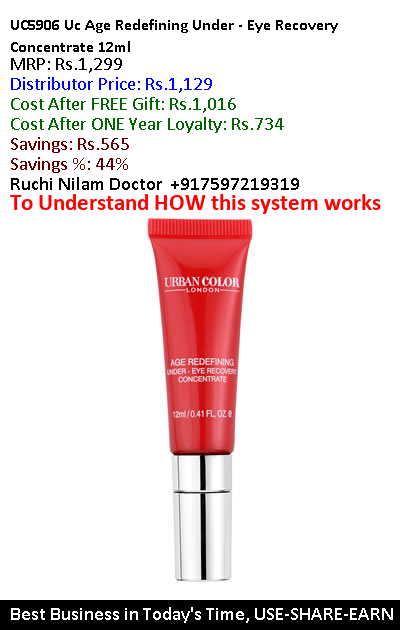 UC5906 Uc Age Redefining Under - Eye Recovery
Concentrate 12ml
MRP: Rs.1,299
Distributor Price: Rs.1,129
Cost After FREE Gift: Rs.1,016
Cost After ONE Year Loyalty: Rs.734
Savings: Rs.565
Savings %: 44%
Ruchi Nilam Doctor +917597219319
To Understand HOW this system works
URBAN COLOR
LONDON
AGE REDEFINING
UNDER - EYE RECOVERY
CONCENTRATE
12ml / 0.41 FL. OZ. e
Best Business in Today's Time, USE-SHARE-EARN